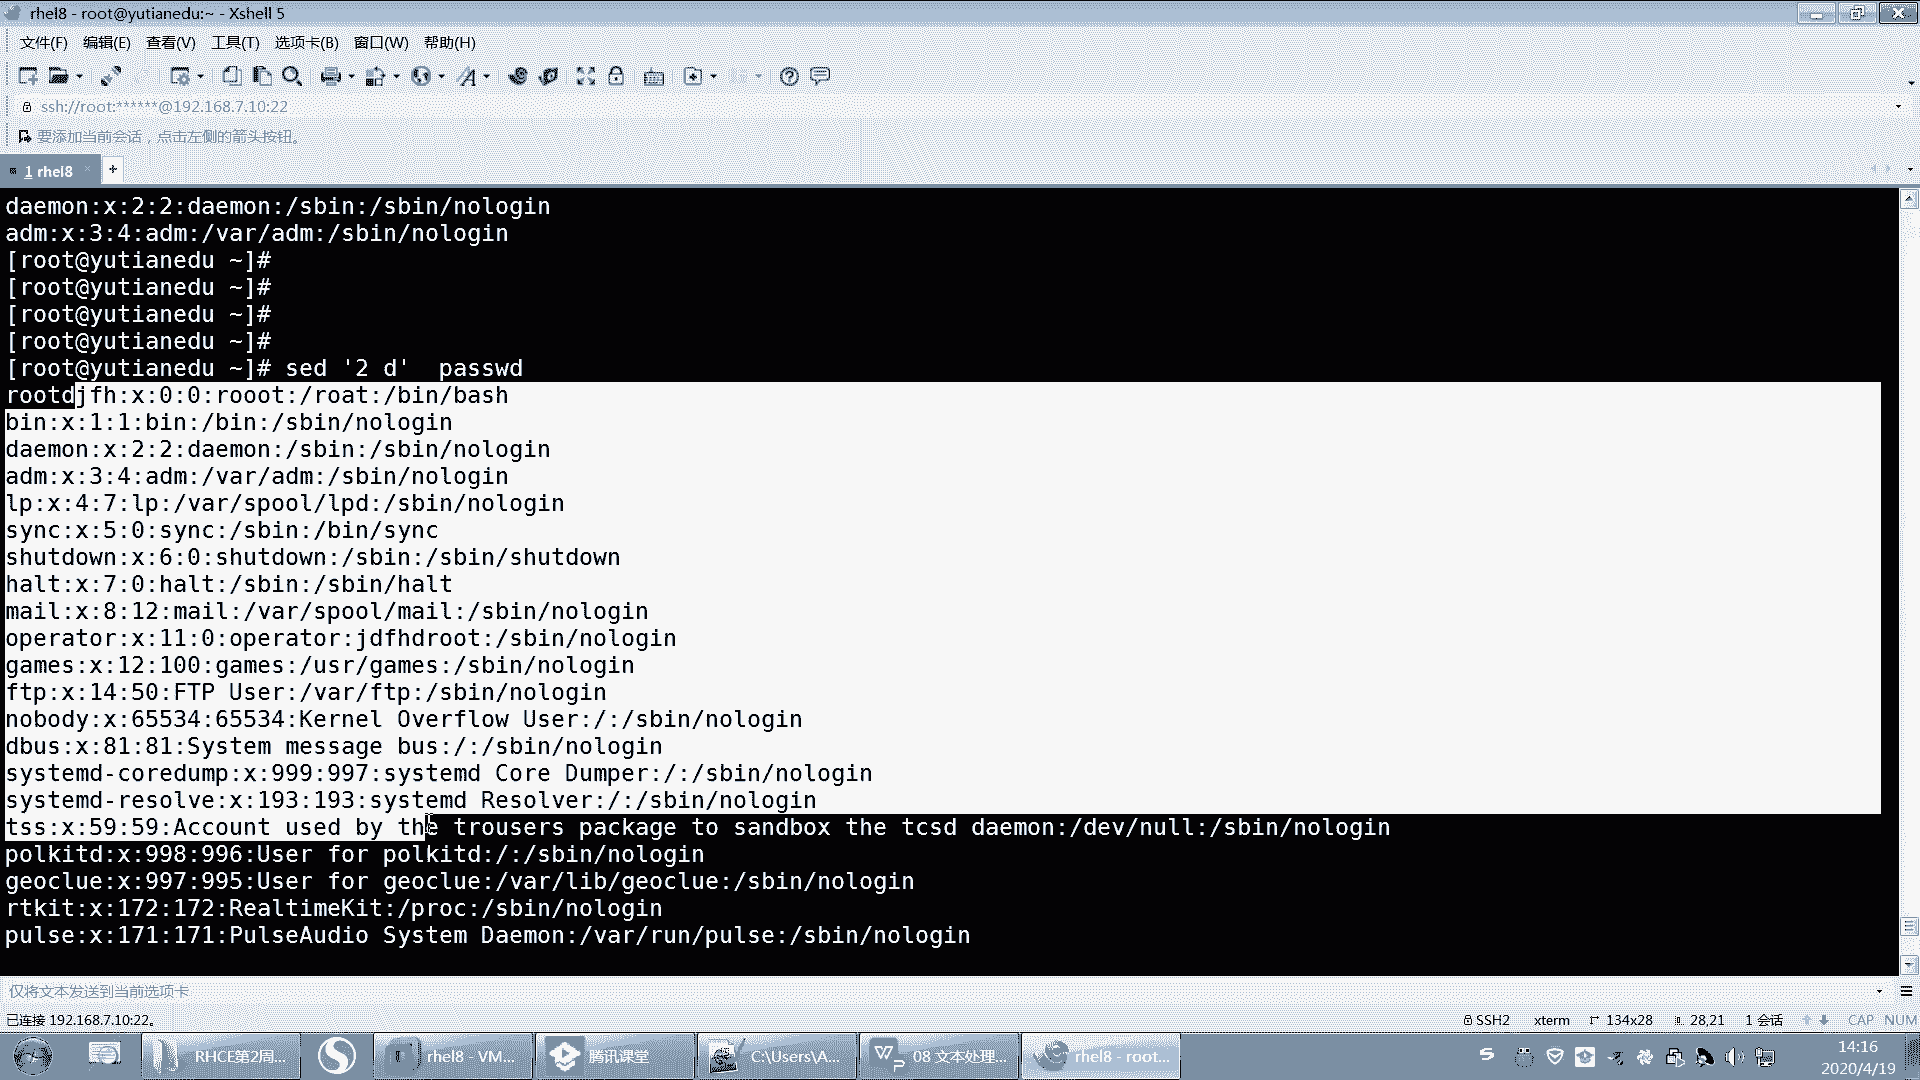 rhel8 - root@yutianedu:~ - Xshell 5
文件(F) 编辑(E) 查看(V) 工具(T) 选项卡(B) 窗口(W) 帮助(H)
ssh://root:******@192.168.7.10:22
要添加当前会话，点击左侧的箭头按钮。
1 rhel8
daemon:x:2:2:daemon:/sbin:/sbin/nologin
adm:x:3:4:adm:/var/adm:/sbin/nologin
[root@yutianedu ~]#
[root@yutianedu ~]#
[root@yutianedu ~]#
[root@yutianedu ~]#
[root@yutianedu ~]# sed '2 d'  passwd
rootdjfh:x:0:0:rooot:/roat:/bin/bash
bin:x:1:1:bin:/bin:/sbin/nologin
daemon:x:2:2:daemon:/sbin:/sbin/nologin
adm:x:3:4:adm:/var/adm:/sbin/nologin
lp:x:4:7:lp:/var/spool/lpd:/sbin/nologin
sync:x:5:0:sync:/sbin:/bin/sync
shutdown:x:6:0:shutdown:/sbin:/sbin/shutdown
halt:x:7:0:halt:/sbin:/sbin/halt
mail:x:8:12:mail:/var/spool/mail:/sbin/nologin
operator:x:11:0:operator:jdfhdroot:/sbin/nologin
games:x:12:100:games:/usr/games:/sbin/nologin
ftp:x:14:50:FTP User:/var/ftp:/sbin/nologin
nobody:x:65534:65534:Kernel Overflow User:/:/sbin/nologin
dbus:x:81:81:System message bus:/:/sbin/nologin
systemd-coredump:x:999:997:systemd Core Dumper:/:/sbin/nologin
systemd-resolve:x:193:193:systemd Resolver:/:/sbin/nologin
tss:x:59:59:Account used by the trousers package to sandbox the tcsd daemon:/dev/null:/sbin/nologin
polkitd:x:998:996:User for polkitd:/:/sbin/nologin
geoclue:x:997:995:User for geoclue:/var/lib/geoclue:/sbin/nologin
rtkit:x:172:172:RealtimeKit:/proc:/sbin/nologin
pulse:x:171:171:PulseAudio System Daemon:/var/run/pulse:/sbin/nologin
仅将文本发送到当前选项卡
已连接 192.168.7.10:22。 SSH2 xterm 134x28 28,21 1 会话 CAP NUM
RHCE第2周... rhel8 - VM... 腾讯课堂 C:\Users\A... 08 文本处理... rhel8 - root... 14:16
2020/4/19